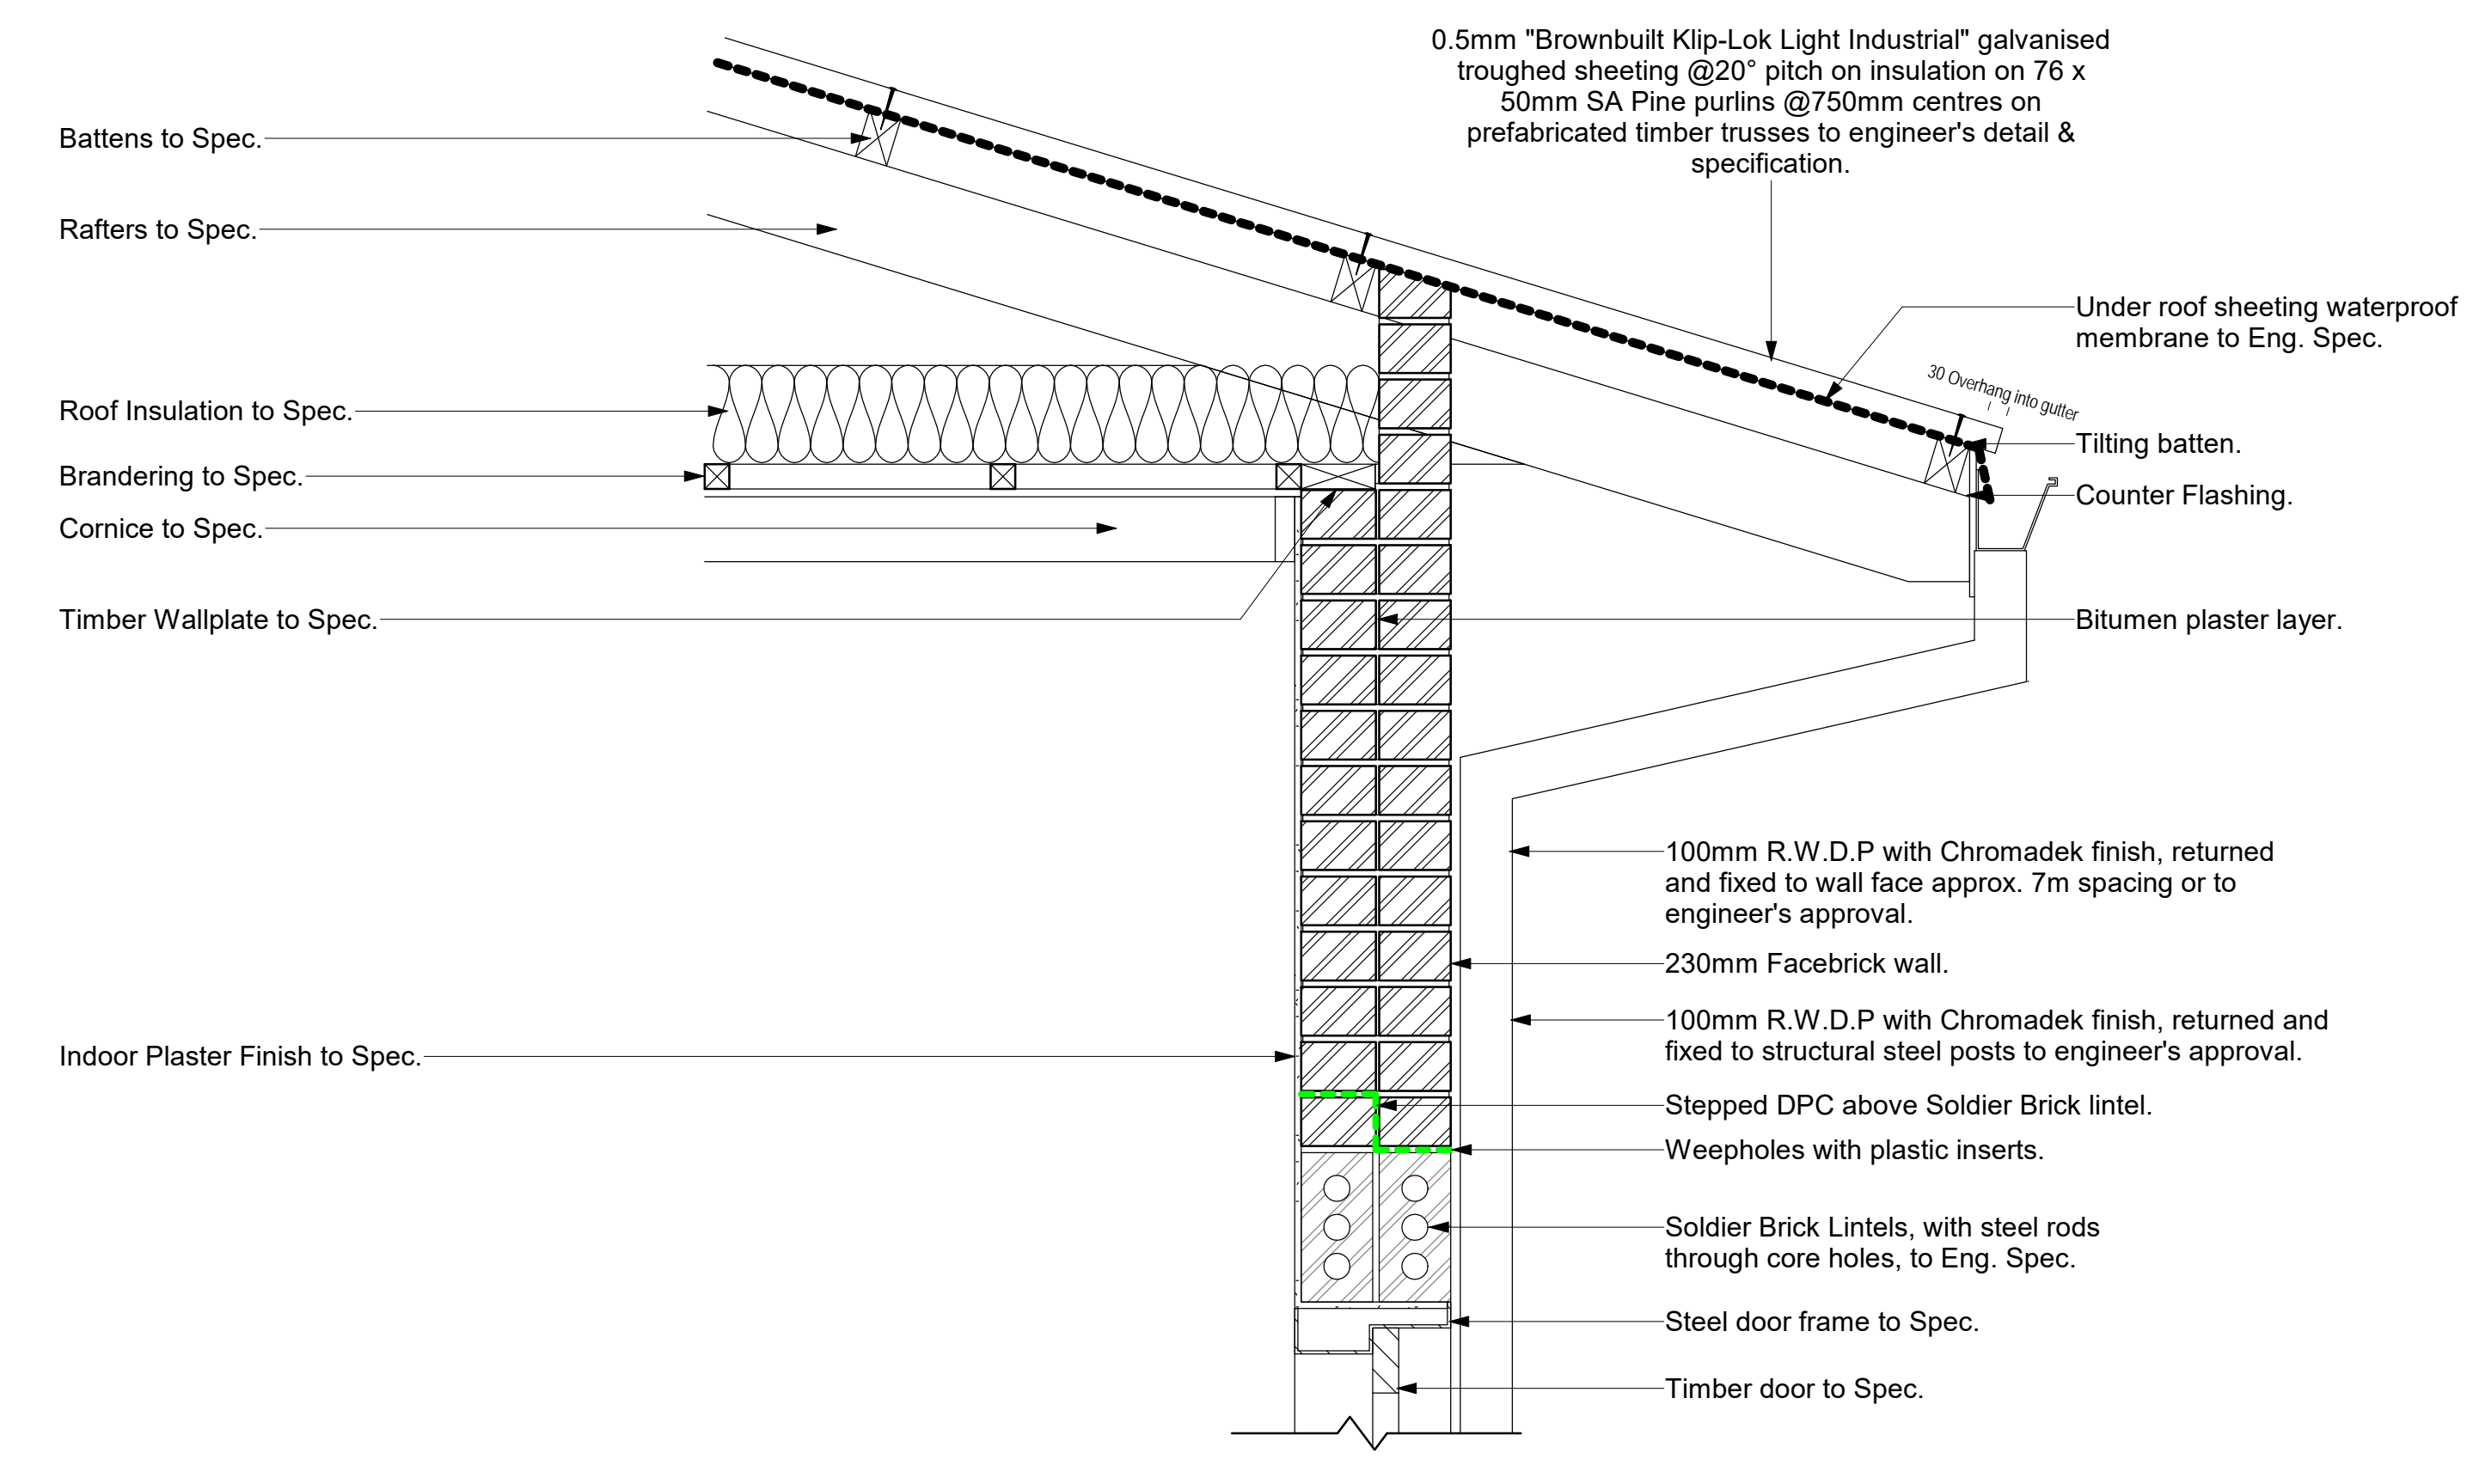 0.5mm "Brownbuilt Klip-Lok Light Industrial" galvanised
troughed sheeting @20° pitch on insulation on 76 x
50mm SA Pine purlins @750mm centres on
prefabricated timber trusses to engineer's detail &
specification.
Battens to Spec.
Rafters to Spec.
Roof Insulation to Spec.
Brandering to Spec.
Cornice to Spec.
Timber Wallplate to Spec.
Indoor Plaster Finish to Spec.
Under roof sheeting waterproof
membrane to Eng. Spec.
30 Overhang into gutter
Tilting batten.
Counter Flashing.
Bitumen plaster layer.
100mm R.W.D.P with Chromadek finish, returned
and fixed to wall face approx. 7m spacing or to
engineer's approval.
230mm Facebrick wall.
100mm R.W.D.P with Chromadek finish, returned and
fixed to structural steel posts to engineer's approval.
Stepped DPC above Soldier Brick lintel.
Weepholes with plastic inserts.
Soldier Brick Lintels, with steel rods
through core holes, to Eng. Spec.
Steel door frame to Spec.
Timber door to Spec.